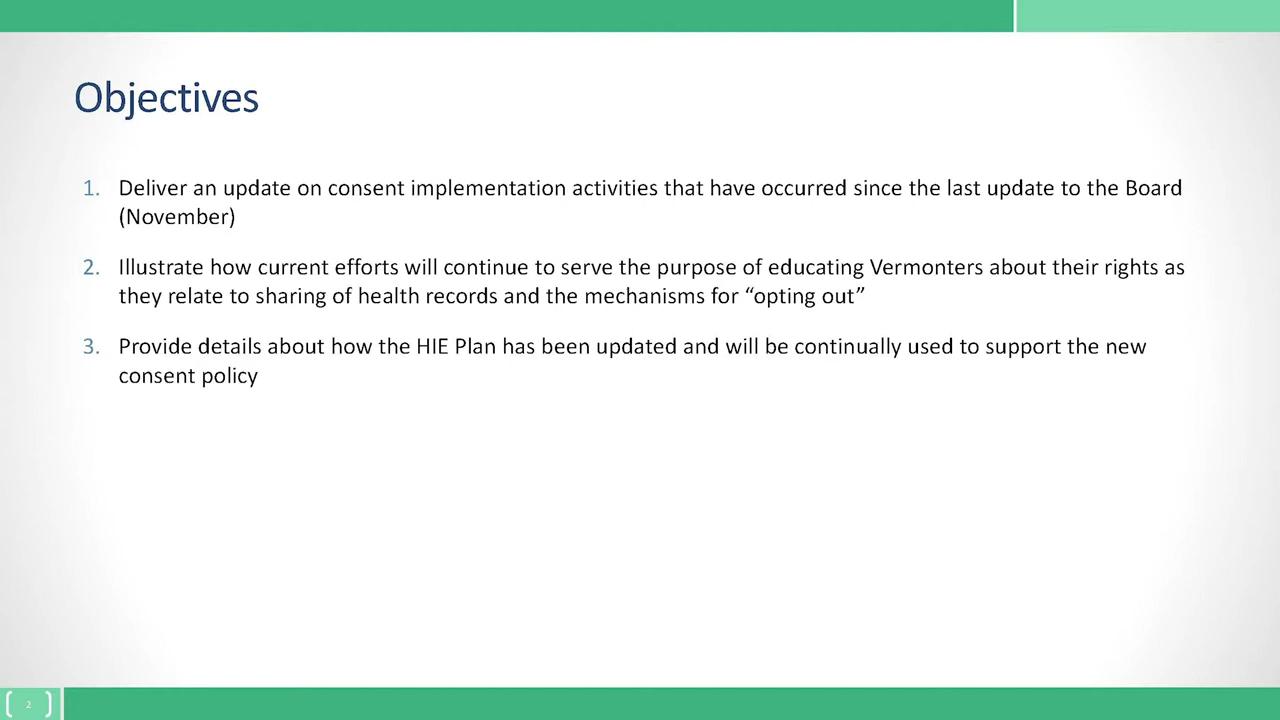 Objectives
1. Deliver an update on consent implementation activities that have occurred since the last update to the Board
(November)
2. Illustrate how current efforts will continue to serve the purpose of educating Vermonters about their rights as
they relate to sharing of health records and the mechanisms for “opting out”
3. Provide details about how the HIE Plan has been updated and will be continually used to support the new
consent policy
2